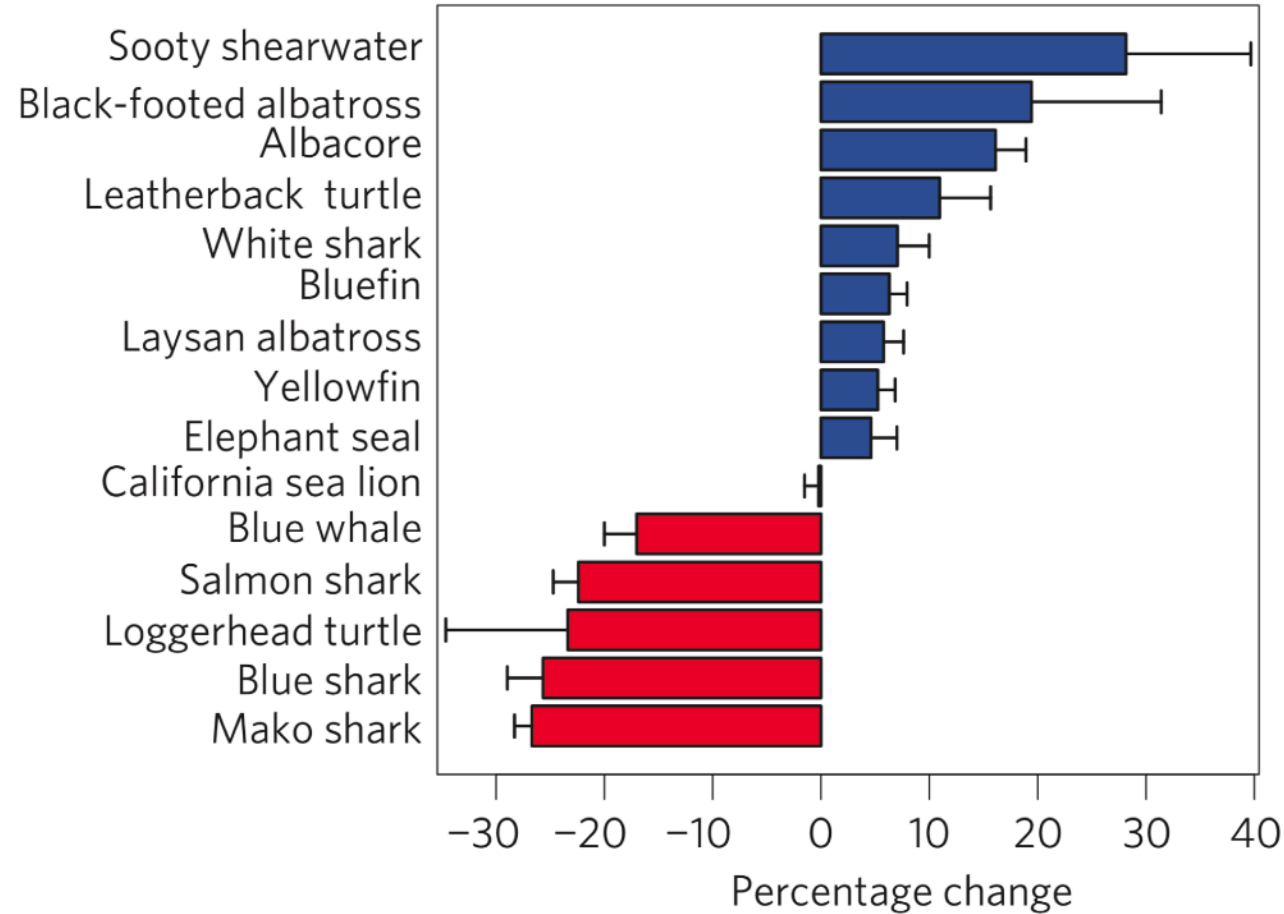 Sooty shearwater
Black-footed albatross
Albacore
Leatherback turtle
White shark
Bluefin
Laysan albatross
Yellowfin
Elephant seal
California sea lion
Blue whale
Salmon shark
Loggerhead turtle
Blue shark
Mako shark
−30 −20 −10 0 10 20 30 40
Percentage change